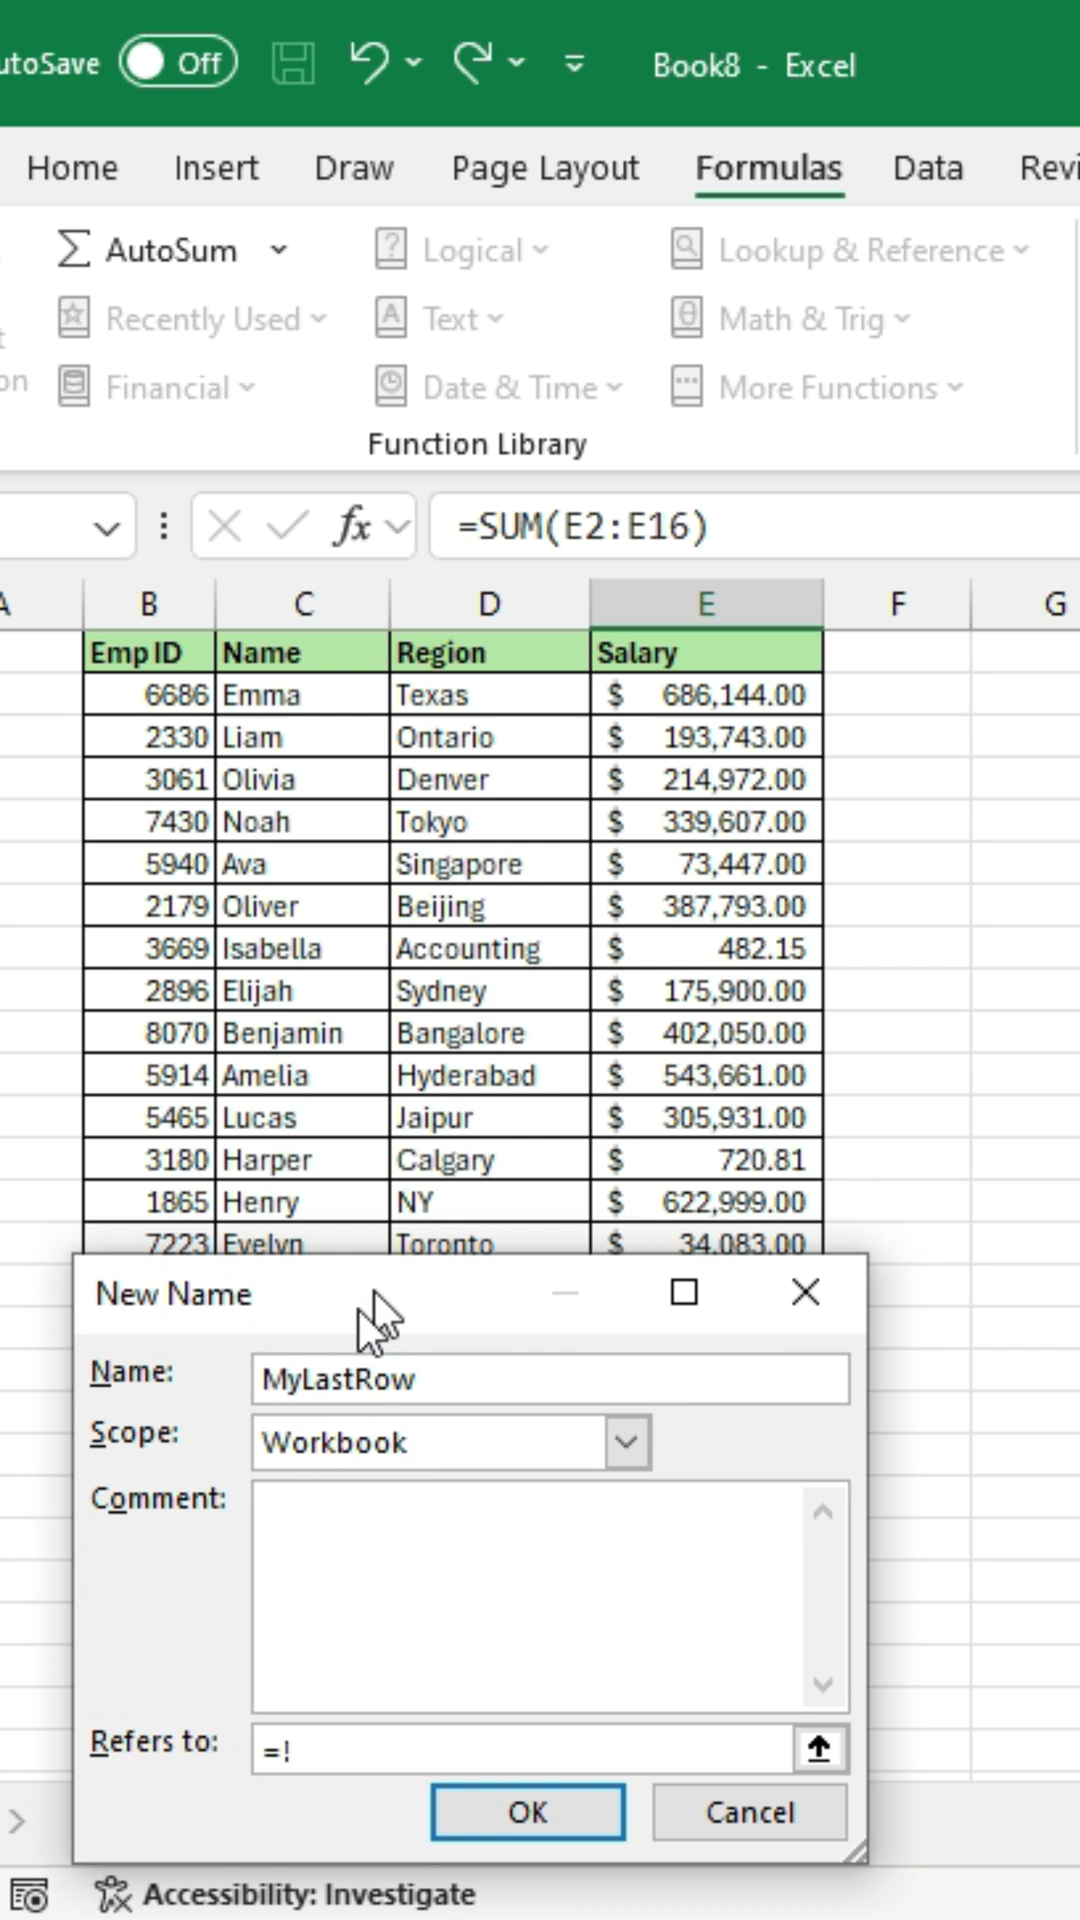 utoSave Off Book8 - Excel
Home Insert Draw Page Layout Formulas Data Revi
AutoSum Logical Lookup & Reference
Recently Used Text Math & Trig
Financial Date & Time More Functions
t
on
Function Library
fx =SUM(E2:E16)
A B C D E F G
Emp ID Name Region Salary
6686 Emma Texas $ 686,144.00
2330 Liam Ontario $ 193,743.00
3061 Olivia Denver $ 214,972.00
7430 Noah Tokyo $ 339,607.00
5940 Ava Singapore $ 73,447.00
2179 Oliver Beijing $ 387,793.00
3669 Isabella Accounting $ 482.15
2896 Elijah Sydney $ 175,900.00
8070 Benjamin Bangalore $ 402,050.00
5914 Amelia Hyderabad $ 543,661.00
5465 Lucas Jaipur $ 305,931.00
3180 Harper Calgary $ 720.81
1865 Henry NY $ 622,999.00
7223 Evelyn Toronto $ 34,083.00
New Name
Name: MyLastRow
Scope: Workbook
Comment:
Refers to: =!
OK Cancel
Accessibility: Investigate